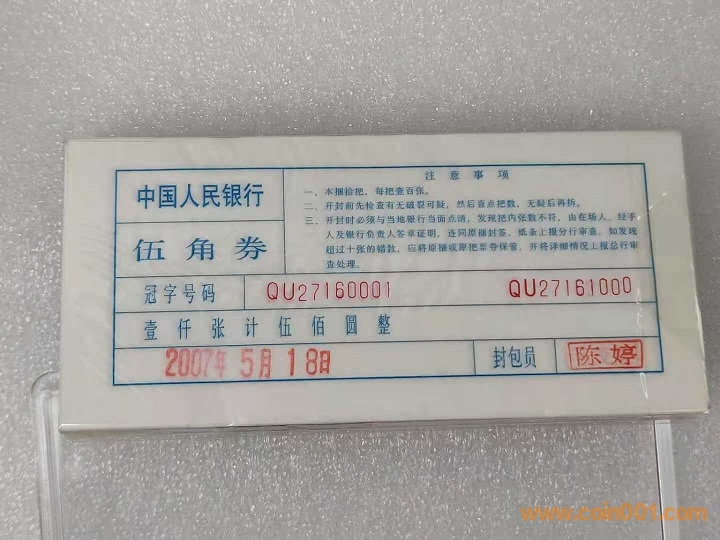 中国人民银行
伍角券
注意事项
一、本捆拾把，每把壹百张。
二、开封前先检查有无破裂可疑，然后直点把数，无疑后再拆。
三、开封时必须与当地银行当面点清，发现把内张数不符，由在场人、经手
人及银行负责人签章证明，连同原捆封签、纸条上报分行审查。如发现
超过十张的错款，应将原捆或原把票券保管，并将详细情况上报总行审
查处理。
冠字号码 QU27160001 QU27161000
壹仟张计伍佰圆整
2007年5月18日 封包员 陈婷
www.coin001.com